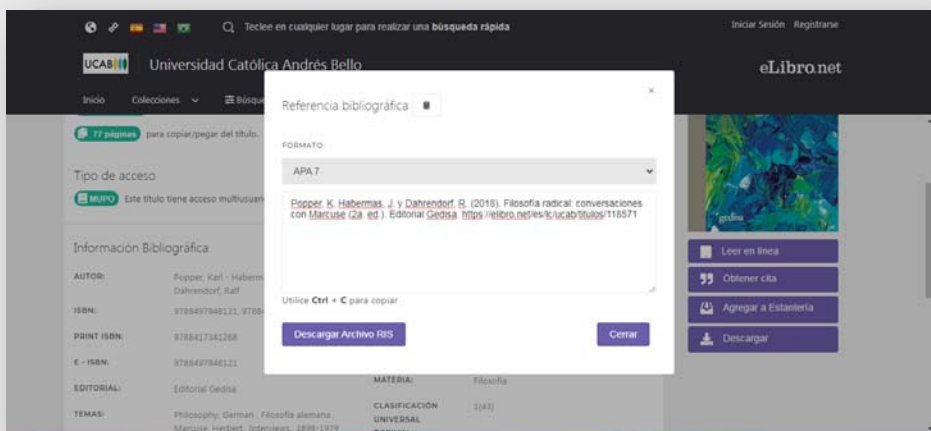 Teclee en cualquier lugar para realizar una búsqueda rápida
Iniciar Sesión Registrarse
UCAB
Universidad Católica Andrés Bello
eLibro.net
Inicio Colecciones Búsque
77 páginas para copiar/pegar del título.
Tipo de acceso
MUPO Este título tiene acceso multiusuari
Información Bibliográfica
AUTOR: Popper, Karl - Haberm
Dahrendorf, Ralf
ISBN: 9788497848121, 9788
PRINT ISBN: 9788417341268
E - ISBN: 9788497848121
EDITORIAL: Editorial Gedisa
TEMAS: Philosophy, German , Filosofía alemana ,
Marcuse, Herbert , Interviews , 1898-1979
Referencia bibliográfica
×
FORMATO:
APA 7
Popper, K. Habermas, J. y Dahrendorf, R. (2018). Filosofía radical: conversaciones
con Marcuse (2a. ed.). Editorial Gedisa. https://elibro.net/es/lc/ucab/titulos/118571
Utilice Ctrl + C para copiar
Descargar Archivo RIS
Cerrar
MATERIA: Filosofía
CLASIFICACIÓN 1(43)
UNIVERSAL
gedisa
Leer en línea
Obtener cita
Agregar a Estantería
Descargar